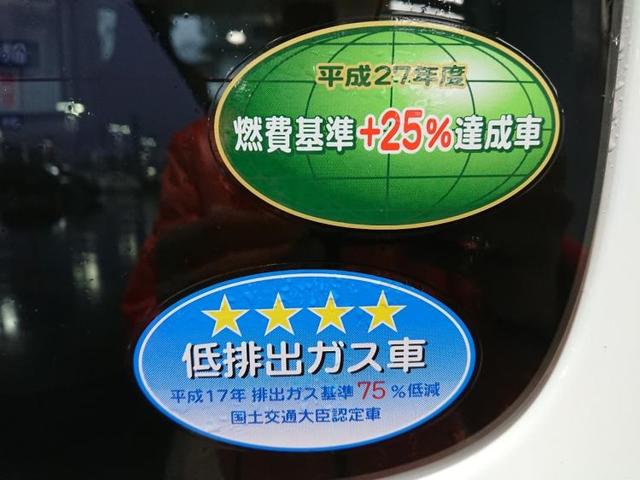 平成27年度
燃費基準+25%達成車
★★★★
低排出ガス車
平成17年 排出ガス基準75%低減
国土交通大臣認定車